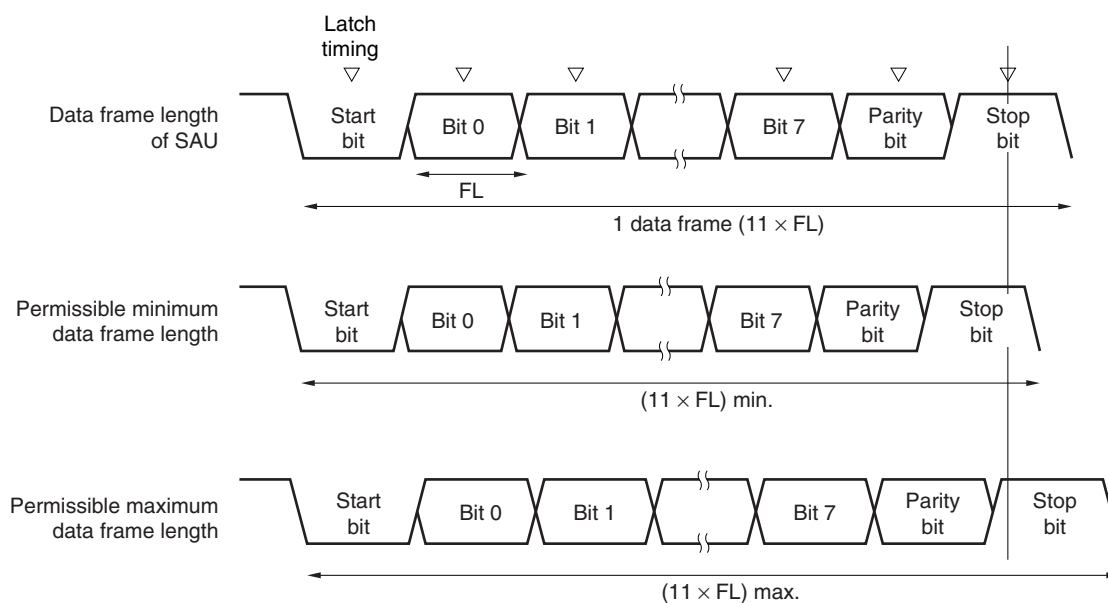 Latch
timing
Data frame length
of SAU
Start
bit
Bit 0
Bit 1
Bit 7
Parity
bit
Stop
bit
FL
1 data frame (11 × FL)
Permissible minimum
data frame length
Start
bit
Bit 0
Bit 1
Bit 7
Parity
bit
Stop
bit
(11 × FL) min.
Permissible maximum
data frame length
Start
bit
Bit 0
Bit 1
Bit 7
Parity
bit
Stop
bit
(11 × FL) max.